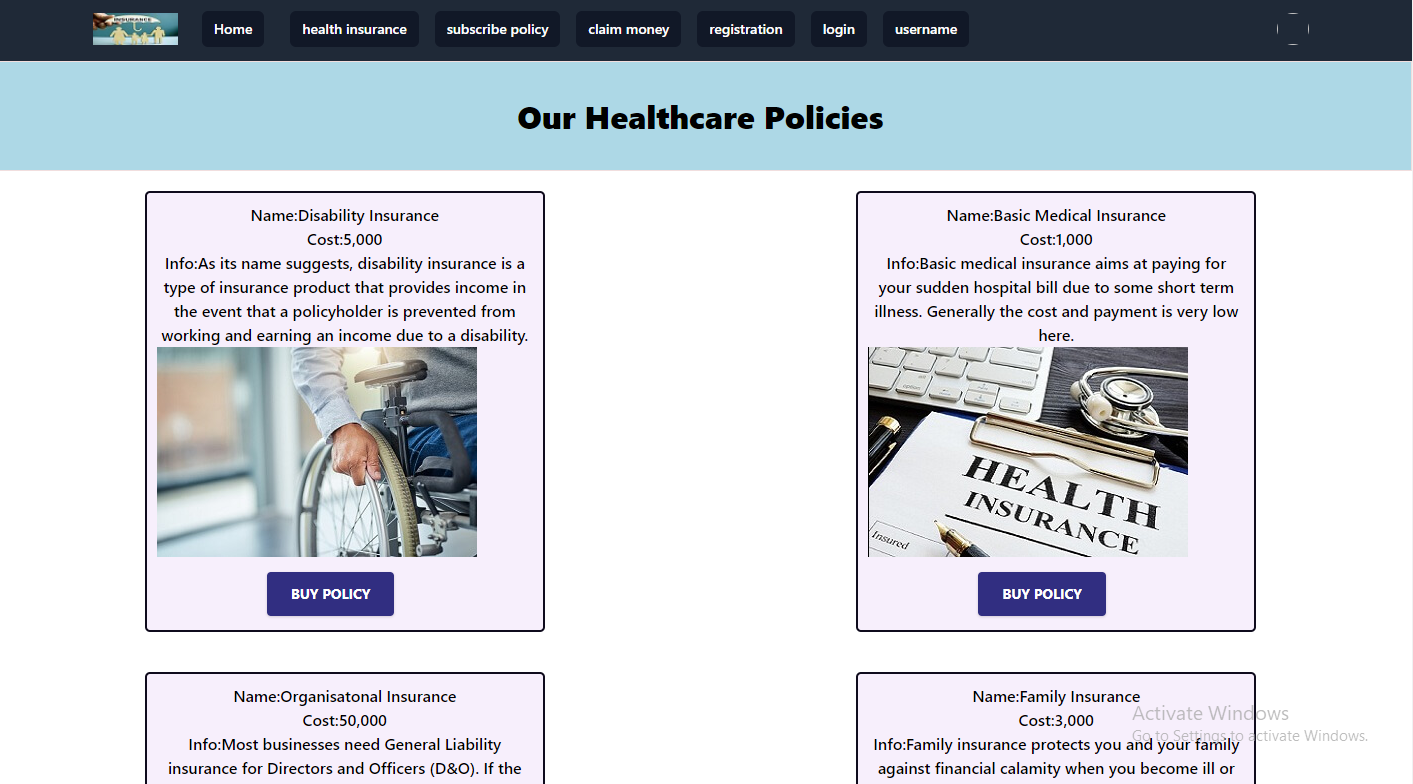 INSURANCE
Home
health insurance
subscribe policy
claim money
registration
login
username
Our Healthcare Policies
Name:Disability Insurance
Cost:5,000
Info:As its name suggests, disability insurance is a
type of insurance product that provides income in
the event that a policyholder is prevented from
working and earning an income due to a disability.
BUY POLICY
Name:Basic Medical Insurance
Cost:1,000
Info:Basic medical insurance aims at paying for
your sudden hospital bill due to some short term
illness. Generally the cost and payment is very low
here.
option
HEALTH
INSURANCE
Insured
BUY POLICY
Name:Organisatonal Insurance
Cost:50,000
Info:Most businesses need General Liability
insurance for Directors and Officers (D&O). If the
Name:Family Insurance
Cost:3,000
Info:Family insurance protects you and your family
against financial calamity when you become ill or
Activate Windows
Go to Settings to activate Windows.